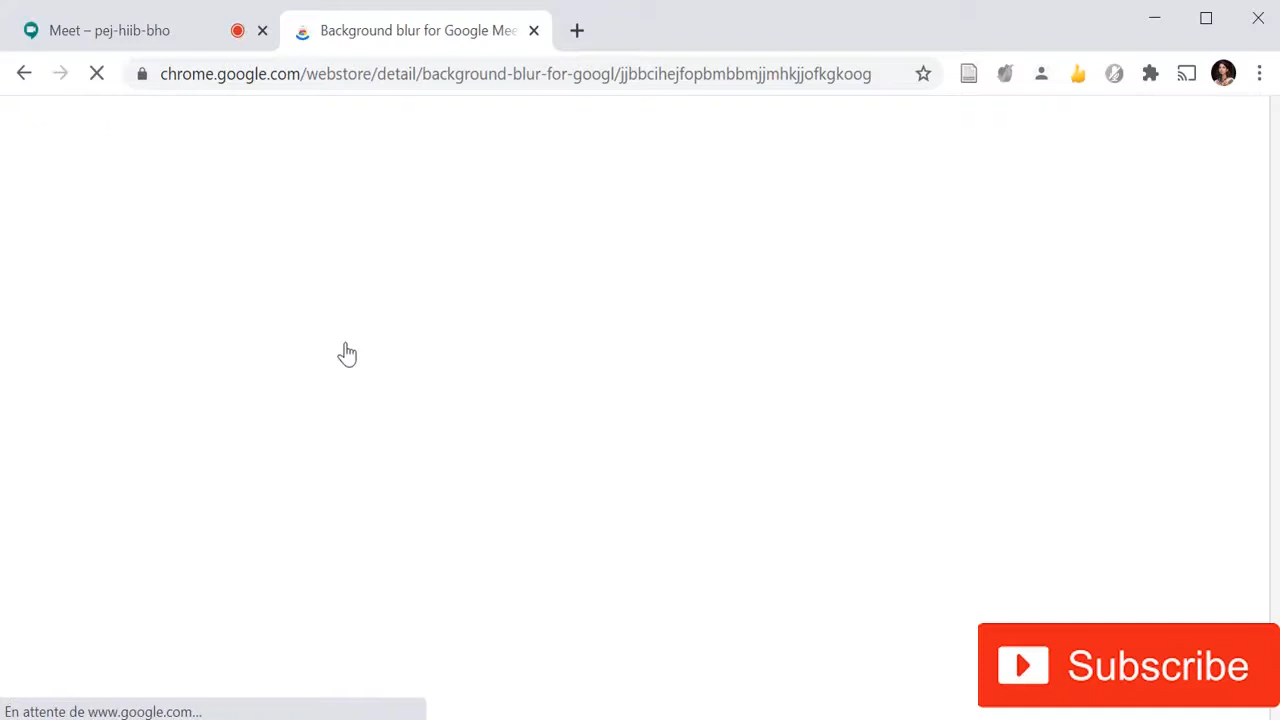 Meet – pej-hiib-bho
Background blur for Google Mee
chrome.google.com/webstore/detail/background-blur-for-googl/jjbbcihejfopbmbbmjjmhkjjofkgkoog
Subscribe
En attente de www.google.com...